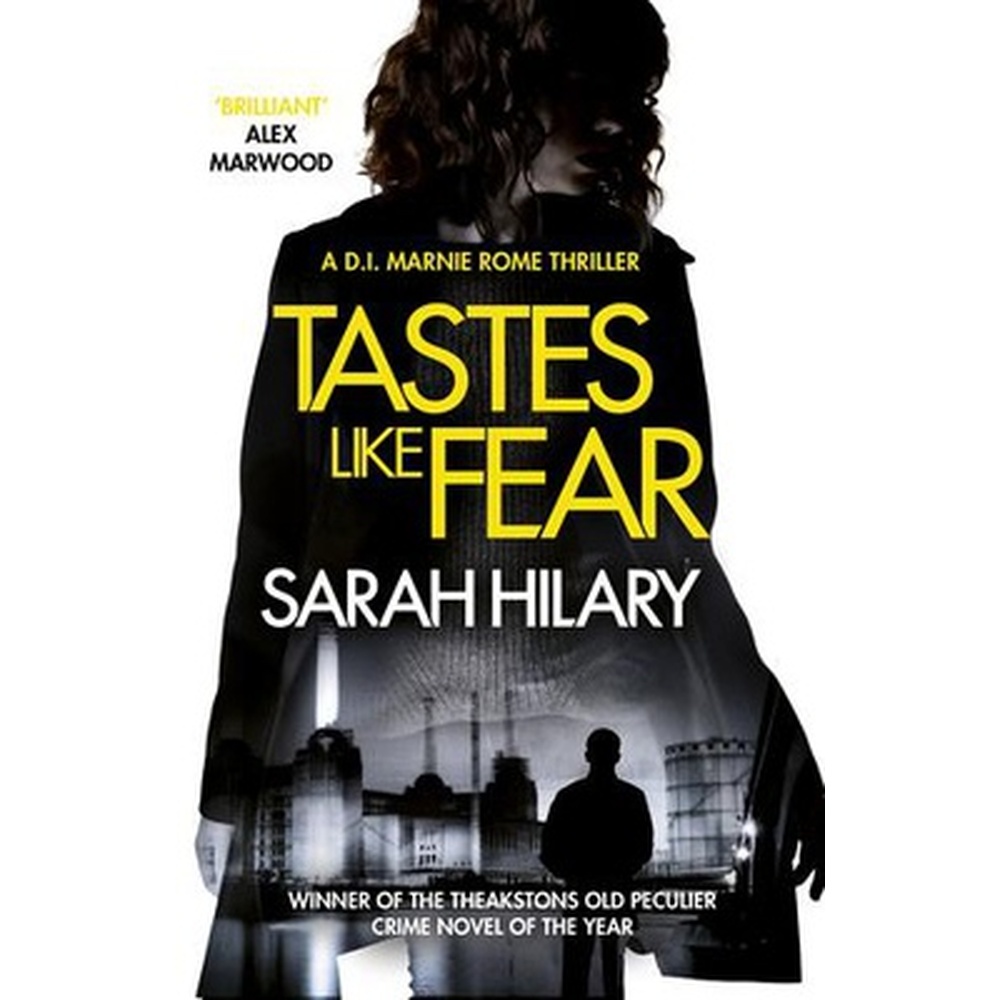 'BRILLIANT'
ALEX
MARWOOD
A D.I. MARNIE ROME THRILLER
TASTES
LIKE FEAR
SARAH HILARY
WINNER OF THE THEAKSTONS OLD PECULIER
CRIME NOVEL OF THE YEAR